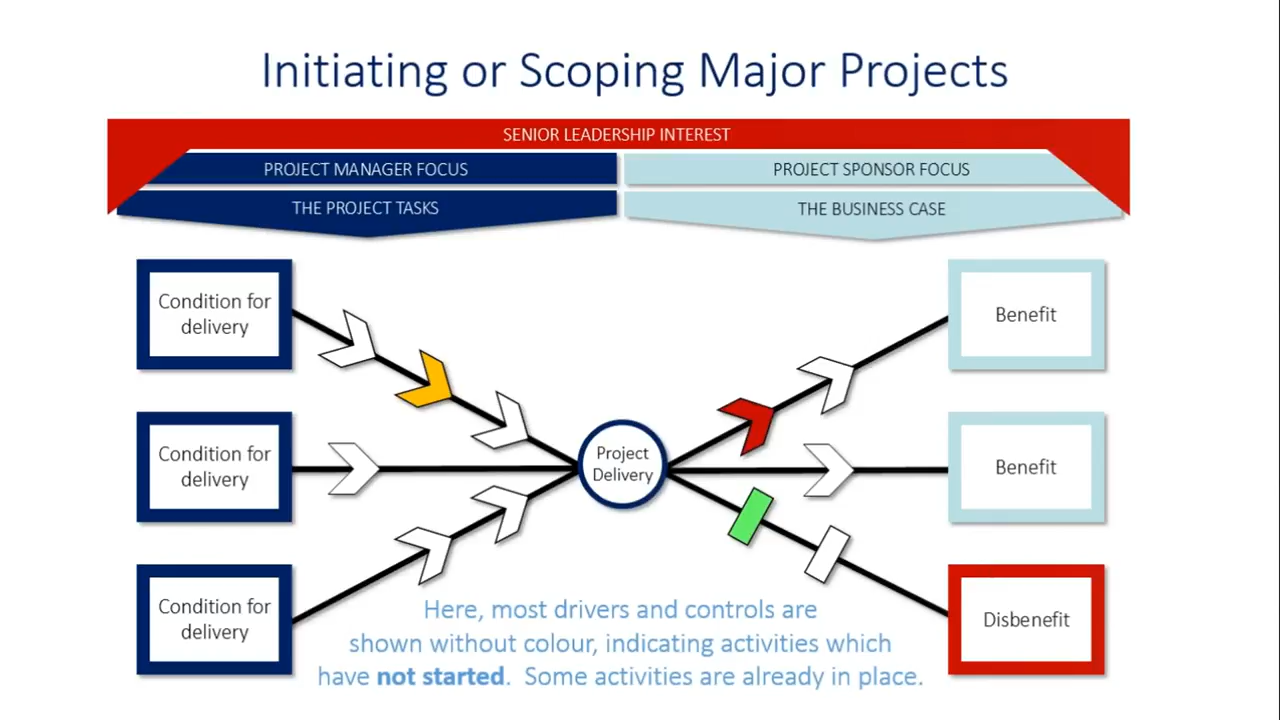 Initiating or Scoping Major Projects
SENIOR LEADERSHIP INTEREST
PROJECT MANAGER FOCUS
PROJECT SPONSOR FOCUS
THE PROJECT TASKS
THE BUSINESS CASE
Condition for
delivery
Benefit
Condition for
delivery
Project
Delivery
Benefit
Condition for
delivery
Disbenefit
Here, most drivers and controls are
shown without colour, indicating activities which
have not started.  Some activities are already in place.